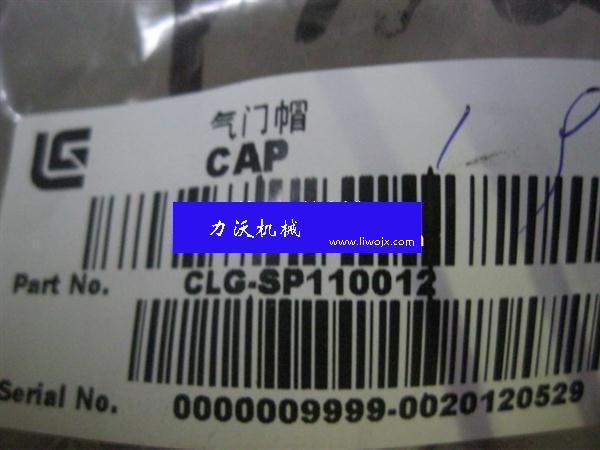 气门帽
CAP
力沃机械
www.liwojx.com
Part No. CLG-SP110012
Serial No. 0000009999-0020120529